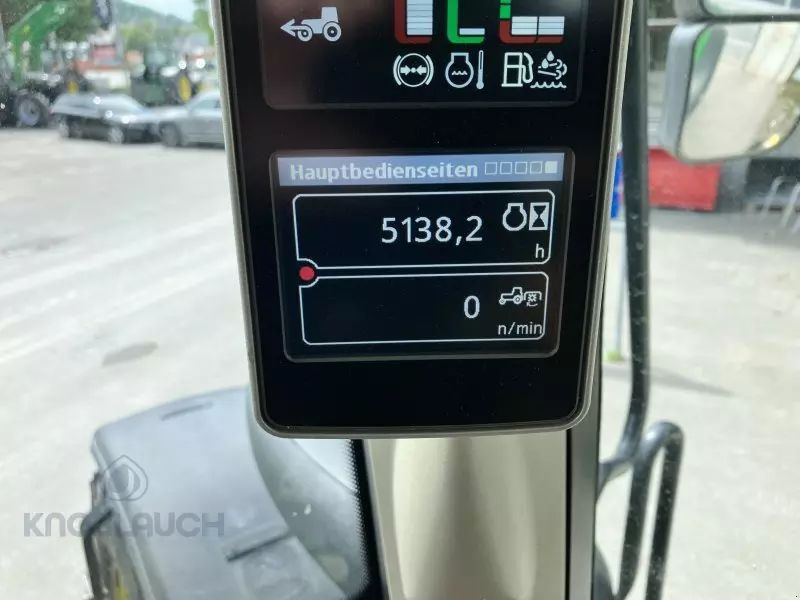 Hauptbedienseiten
5138,2
h
0
n/min
KNOBLAUCH